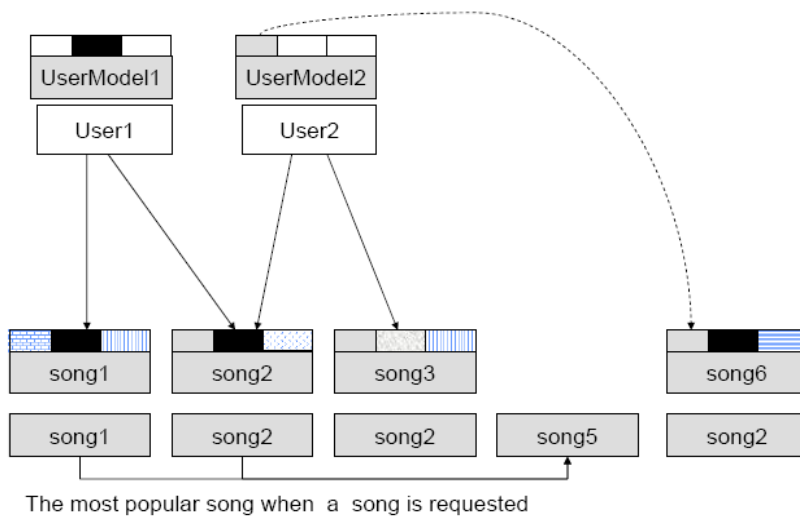 UserModel1 UserModel2
User1 User2
song1 song2 song3 song6
song1 song2 song2 song5 song2
The most popular song when a song is requested